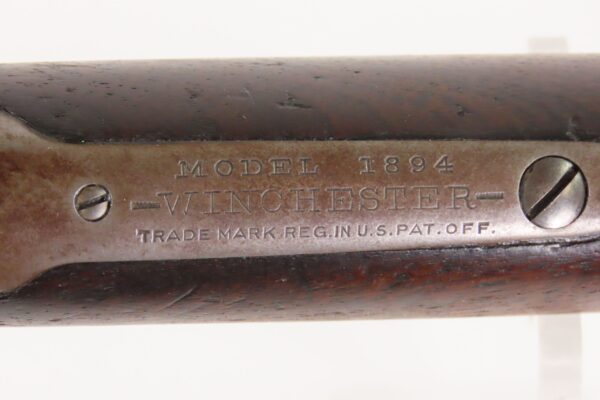 MODEL 1894
-WINCHESTER-
TRADE MARK. REG. IN U.S. PAT. OFF.